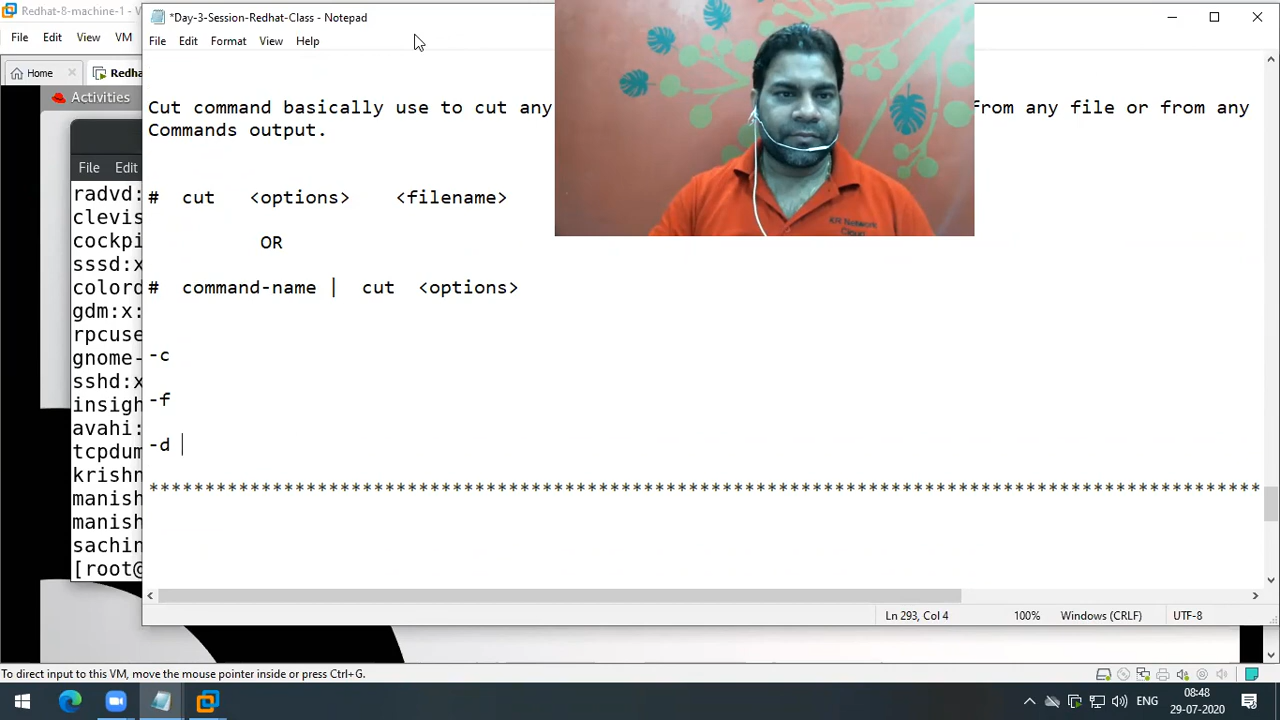 Redhat-8-machine-1 - V
File Edit View VM
Home
Redha
Activities
File Edit
radvd:
clevis
cockpi
sssd:x
colord
gdm:x:
rpcuse
gnome-
sshd:x
insigh
avahi:
tcpdum
krishn
manish
manish
sachin
[root@
*Day-3-Session-Redhat-Class - Notepad
File Edit Format View Help
Cut command basically use to cut any from any file or from any
Commands output.
# cut <options> <filename>
OR
# command-name | cut <options>
-c
-f
-d
***************************************************************************************************
Ln 293, Col 4 100% Windows (CRLF) UTF-8
KR Network
Cloud
To direct input to this VM, move the mouse pointer inside or press Ctrl+G.
ENG
08:48
29-07-2020